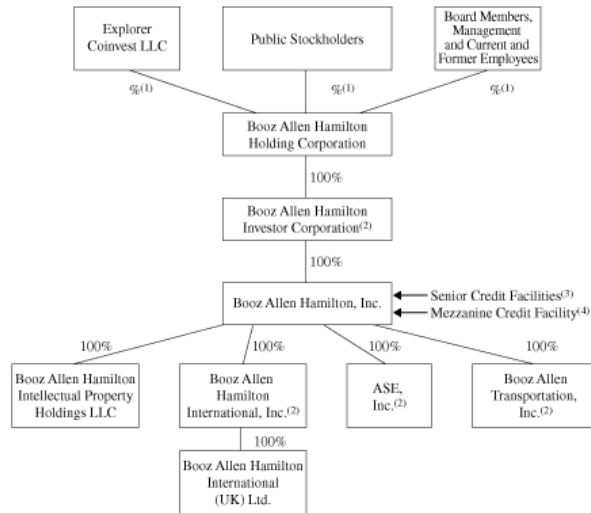 Explorer
Coinvest LLC
Public Stockholders
Board Members,
Management
and Current and
Former Employees
%(1)
%(1)
%(1)
Booz Allen Hamilton
Holding Corporation
100%
Booz Allen Hamilton
Investor Corporation(2)
100%
Booz Allen Hamilton, Inc.
Senior Credit Facilities(3)
Mezzanine Credit Facility(4)
100%
100%
100%
100%
Booz Allen Hamilton
Intellectual Property
Holdings LLC
Booz Allen
Hamilton
International, Inc.(2)
ASE,
Inc.(2)
Booz Allen
Transportation,
Inc.(2)
100%
Booz Allen Hamilton
International
(UK) Ltd.